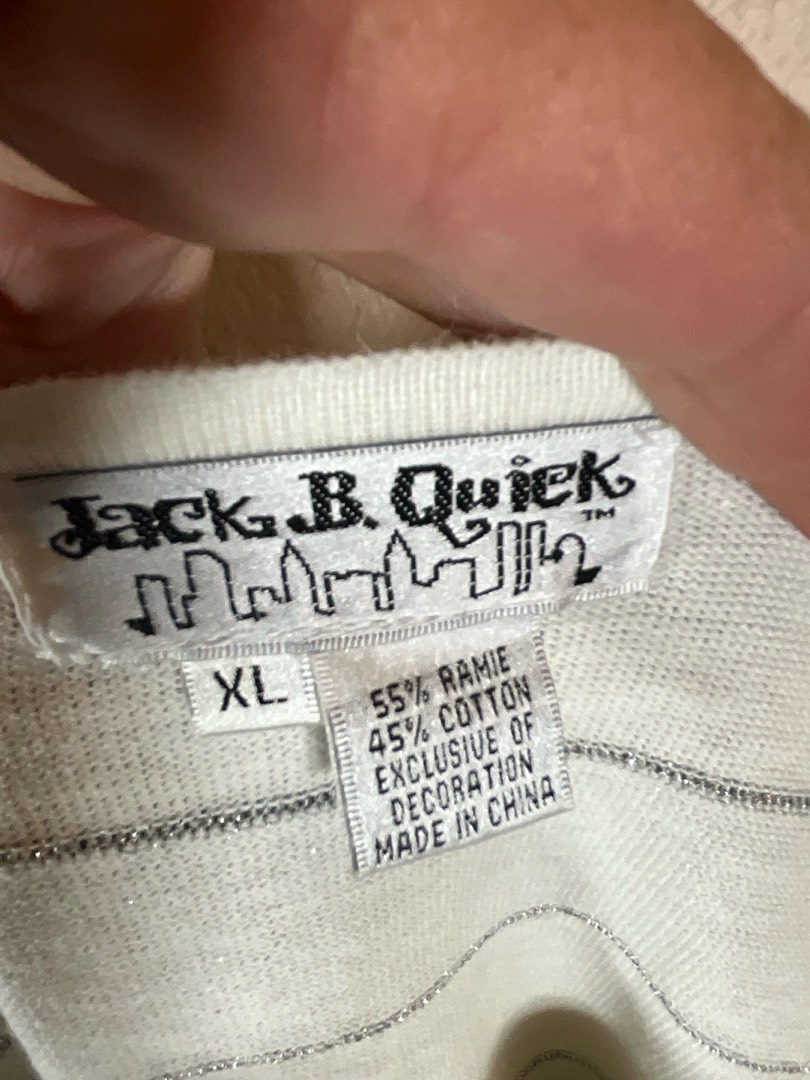 Jack B. Quick
TM
XL
55% RAMIE
45% COTTON
EXCLUSIVE OF
DECORATION
MADE IN CHINA